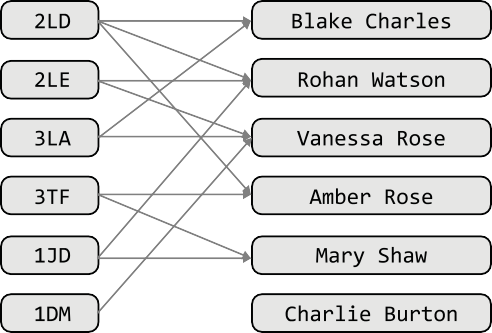 2LD Blake Charles
2LE Rohan Watson
3LA Vanessa Rose
3TF Amber Rose
1JD Mary Shaw
1DM Charlie Burton